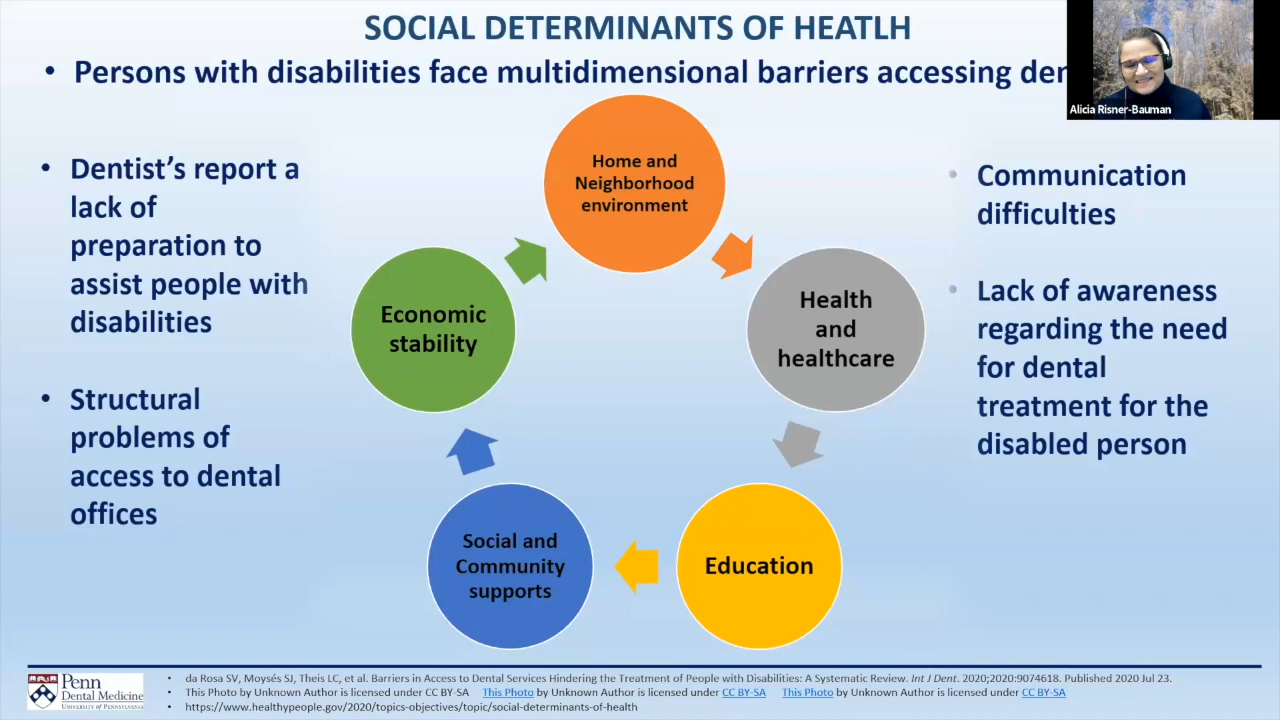 SOCIAL DETERMINANTS OF HEATLH
• Persons with disabilities face multidimensional barriers accessing
Alicia Risner-Bauman
• Dentist's report a
lack of
preparation to
assist people with
disabilities
• Structural
problems of
access to dental
offices
Home and
Neighborhood
environment
Health
and
healthcare
Education
Social and
Community
supports
Economic
stability
• Communication
difficulties
• Lack of awareness
regarding the need
for dental
treatment for the
disabled person
Penn
Dental Medicine
UNIVERSITY of PENNSYLVANIA
• da Rosa SV, Moysés SJ, Theis LC, et al. Barriers in Access to Dental Services Hindering the Treatment of People with Disabilities: A Systematic Review. Int J Dent. 2020;2020:9074618. Published 2020 Jul 23.
• This Photo by Unknown Author is licensed under CC BY-SA This Photo by Unknown Author is licensed under CC BY-SA This Photo by Unknown Author is licensed under CC BY-SA
• https://www.healthypeople.gov/2020/topics-objectives/topic/social-determinants-of-health